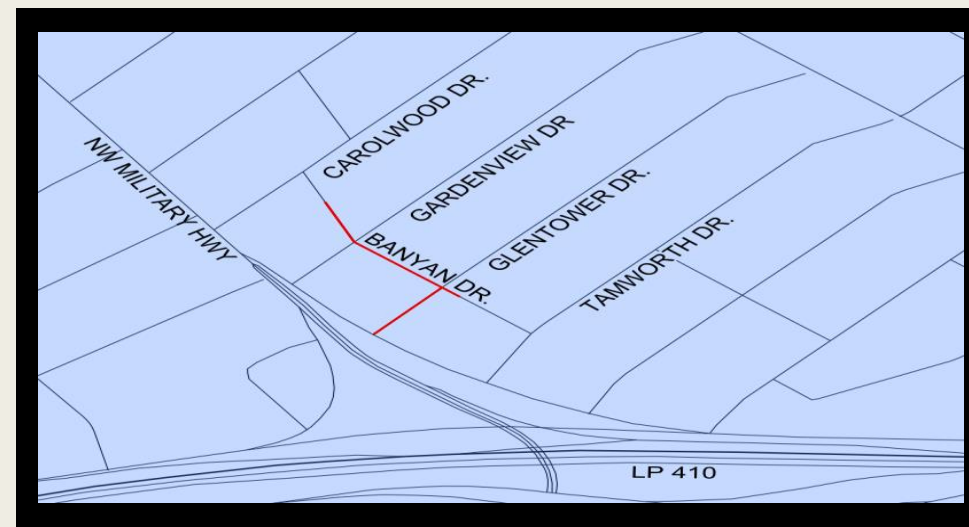 CAROLWOOD DR.
NW MILITARY HWY
GARDENVIEW DR
GLENTOWER DR.
BANYAN DR.
TAMWORTH DR.
LP 410